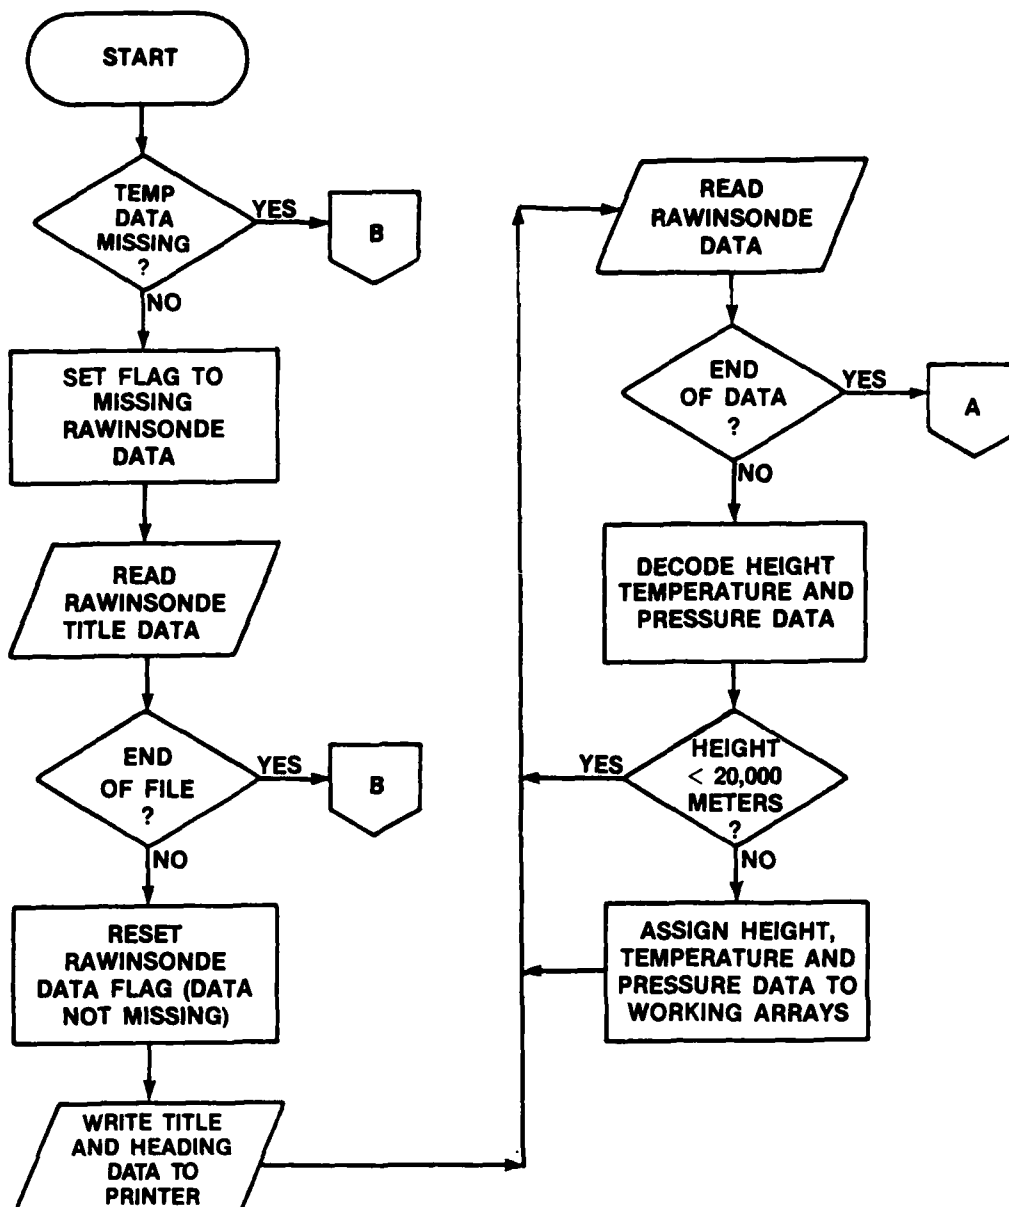 START
TEMP
DATA
MISSING
?
YES
B
NO
SET FLAG TO
MISSING
RAWINSONDE
DATA
READ
RAWINSONDE
TITLE DATA
END
OF FILE
?
YES
B
NO
RESET
RAWINSONDE
DATA FLAG (DATA
NOT MISSING)
WRITE TITLE
AND HEADING
DATA TO
PRINTER
READ
RAWINSONDE
DATA
END
OF DATA
?
YES
A
NO
DECODE HEIGHT
TEMPERATURE AND
PRESSURE DATA
HEIGHT
< 20,000
METERS
?
YES
NO
ASSIGN HEIGHT,
TEMPERATURE AND
PRESSURE DATA TO
WORKING ARRAYS